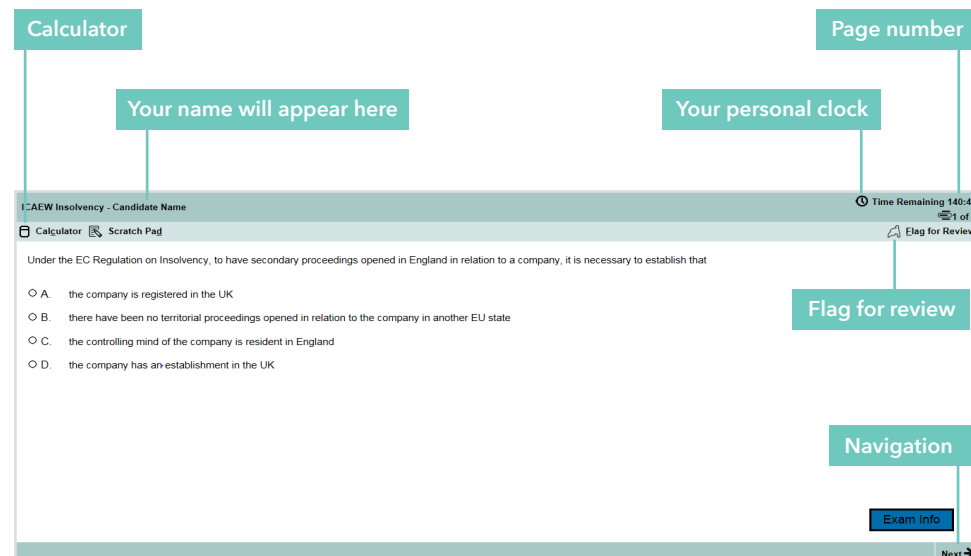 Calculator
Page number
Your name will appear here
Your personal clock
ICAEW Insolvency - Candidate Name
Time Remaining 140:4
1 of
Calculator Scratch Pad
Flag for Review
Under the EC Regulation on Insolvency, to have secondary proceedings opened in England in relation to a company, it is necessary to establish that
A. the company is registered in the UK
B. there have been no territorial proceedings opened in relation to the company in another EU state
C. the controlling mind of the company is resident in England
D. the company has an establishment in the UK
Flag for review
Navigation
Exam Info
Next